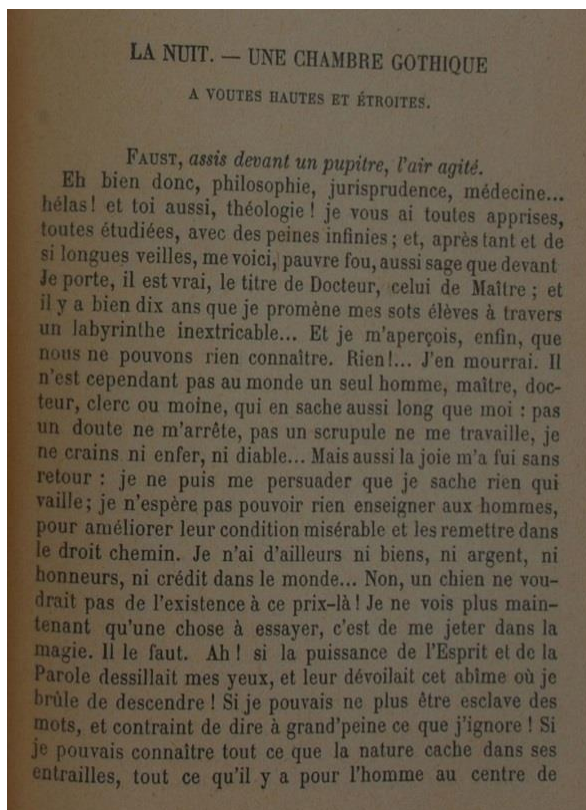 LA NUIT. — UNE CHAMBRE GOTHIQUE
A VOUTES HAUTES ET ÉTROITES.
FAUST, assis devant un pupitre, l'air agité.
Eh bien donc, philosophie, jurisprudence, médecine...
hélas! et toi aussi, théologie! je vous ai toutes apprises,
toutes étudiées, avec des peines infinies; et, après tant et de
si longues veilles, me voici, pauvre fou, aussi sage que devant
Je porte, il est vrai, le titre de Docteur, celui de Maître; et
il y a bien dix ans que je promène mes sots élèves à travers
un labyrinthe inextricable... Et je m'aperçois, enfin, que
nous ne pouvons rien connaître. Rien!... J'en mourrai. Il
n'est cependant pas au monde un seul homme, maître, doc-
teur, clerc ou moine, qui en sache aussi long que moi : pas
un doute ne m'arrête, pas un scrupule ne me travaille, je
ne crains ni enfer, ni diable... Mais aussi la joie m'a fui sans
retour : je ne puis me persuader que je sache rien qui
vaille; je n'espère pas pouvoir rien enseigner aux hommes,
pour améliorer leur condition misérable et les remettre dans
le droit chemin. Je n'ai d'ailleurs ni biens, ni argent, ni
honneurs, ni crédit dans le monde... Non, un chien ne vou-
drait pas de l'existence à ce prix-là! Je ne vois plus main-
tenant qu'une chose à essayer, c'est de me jeter dans la
magie. Il le faut. Ah! si la puissance de l'Esprit et de la
Parole dessillait mes yeux, et leur dévoilait cet abîme où je
brûle de descendre! Si je pouvais ne plus être esclave des
mots, et contraint de dire à grand'peine ce que j'ignore! Si
je pouvais connaître tout ce que la nature cache dans ses
entrailles, tout ce qu'il y a pour l'homme au centre de